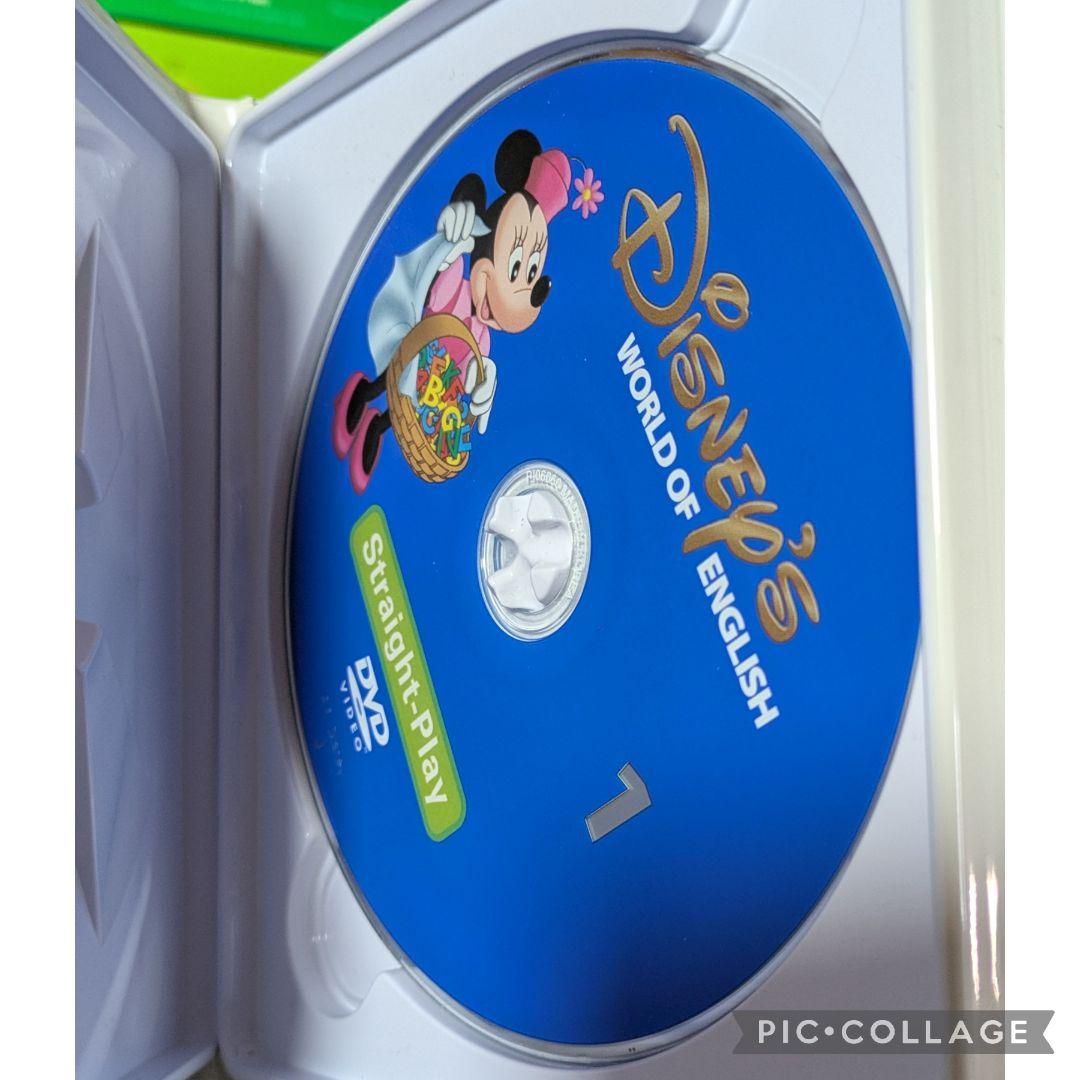 DISNEY'S
WORLD OF ENGLISH
1
Straight-Play
DVD
VIDEO
PIC•COLLAGE